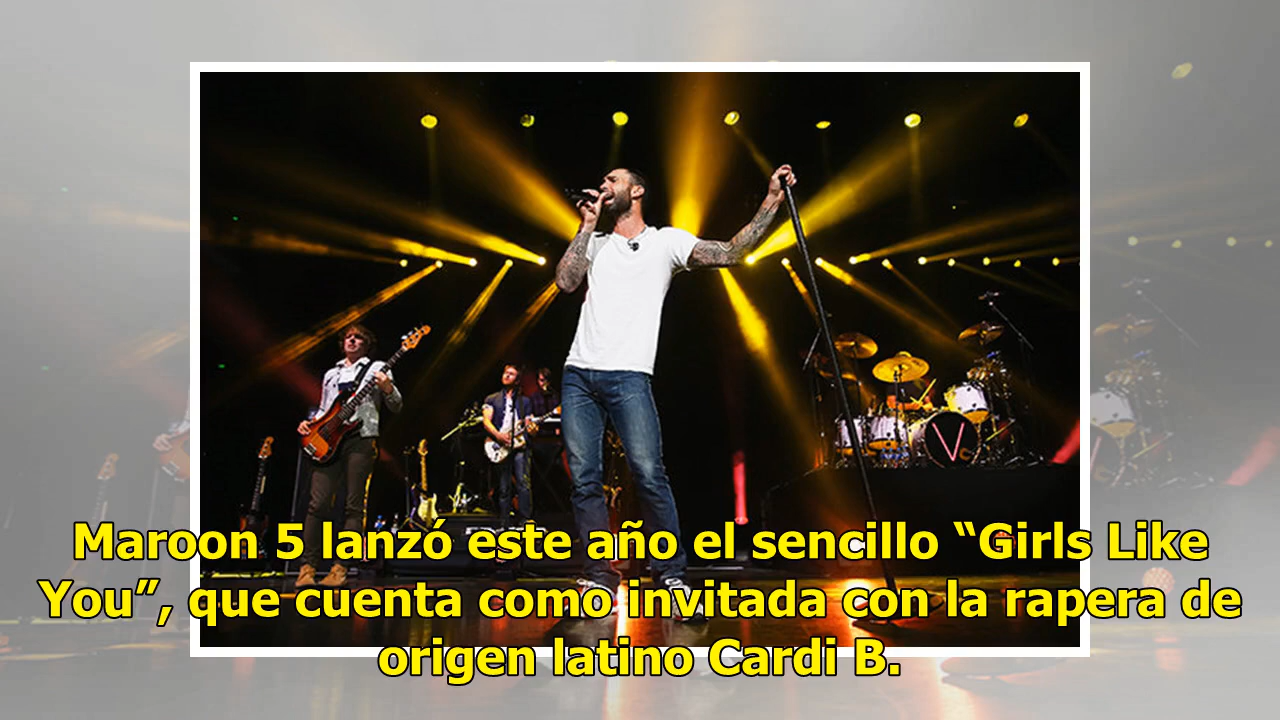 Maroon 5 lanzó este año el sencillo “Girls Like
You”, que cuenta como invitada con la rapera de
origen latino Cardi B.
V